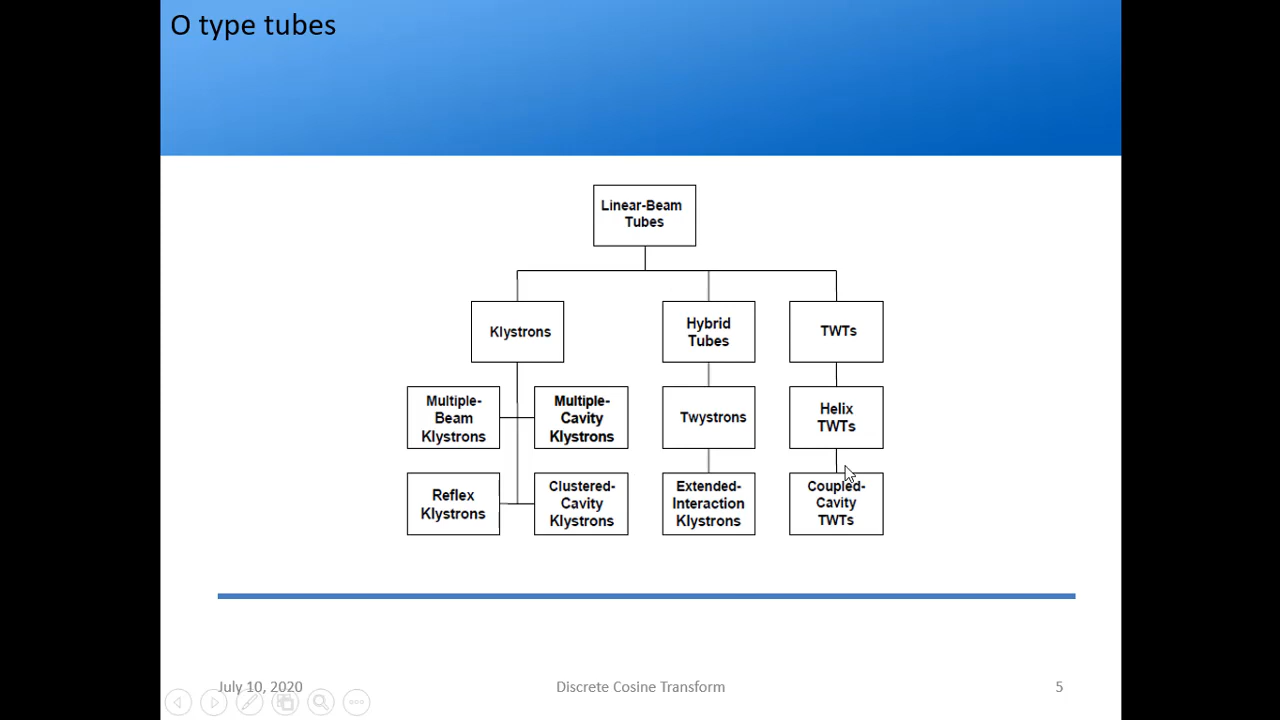 O type tubes
Linear-Beam
Tubes
Klystrons
Hybrid
Tubes
TWTs
Multiple-
Beam
Klystrons
Multiple-
Cavity
Klystrons
Twystrons
Helix
TWTs
Reflex
Klystrons
Clustered-
Cavity
Klystrons
Extended-
Interaction
Klystrons
Coupled-
Cavity
TWTs
July 10, 2020
Discrete Cosine Transform
5